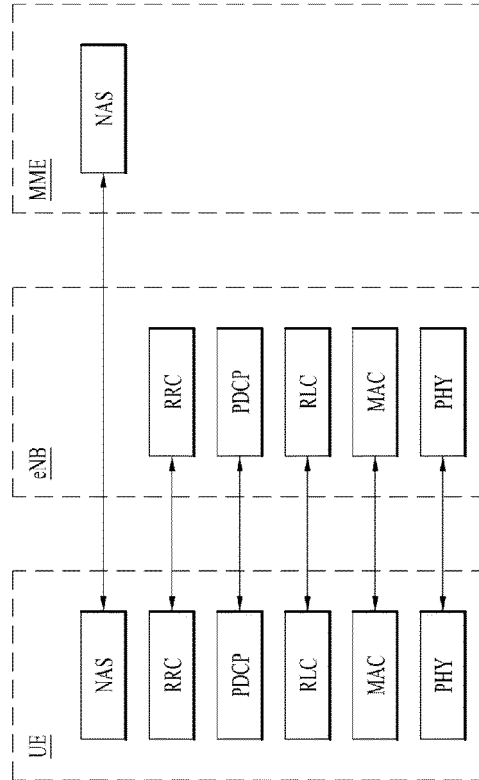 UE
NAS
RRC
PDCP
RLC
MAC
PHY
eNB
RRC
PDCP
RLC
MAC
PHY
MME
NAS